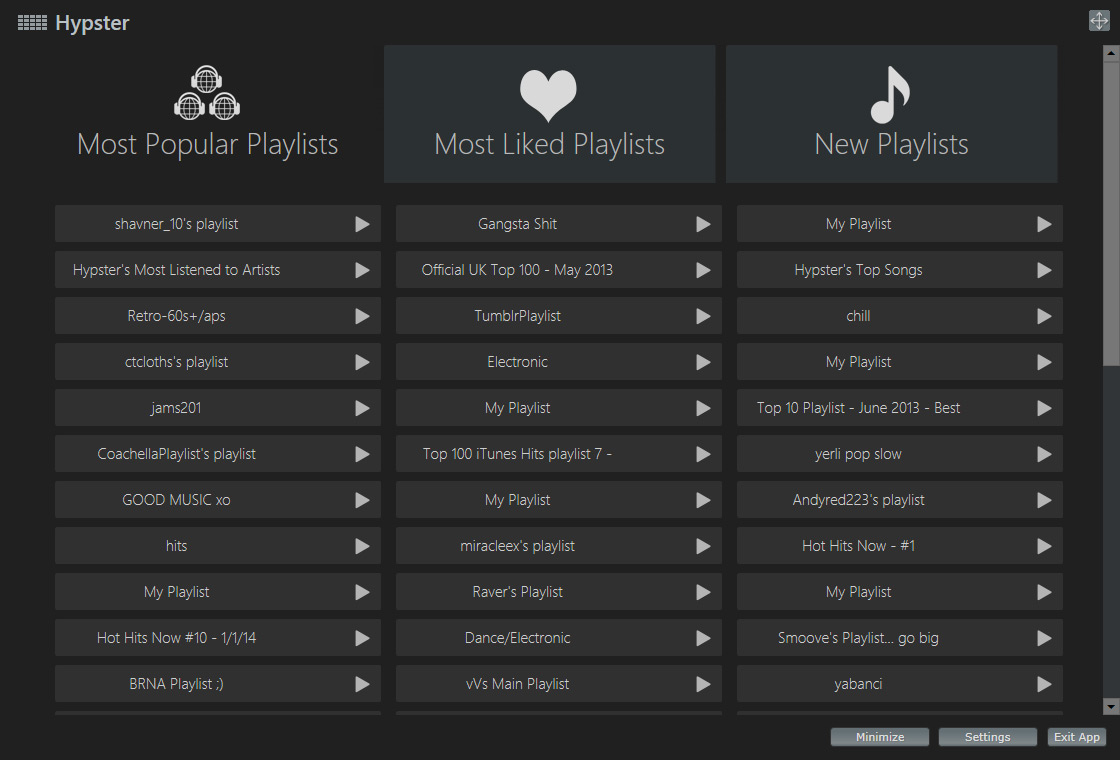 Hypster
Most Popular Playlists
Most Liked Playlists
New Playlists
shavner_10's playlist
Gangsta Shit
My Playlist
Hypster's Most Listened to Artists
Official UK Top 100 - May 2013
Hypster's Top Songs
Retro-60s+/aps
TumblrPlaylist
chill
ctcloths's playlist
Electronic
My Playlist
jams201
My Playlist
Top 10 Playlist - June 2013 - Best
CoachellaPlaylist's playlist
Top 100 iTunes Hits playlist 7 -
yerli pop slow
GOOD MUSIC xo
My Playlist
Andyred223's playlist
hits
miracleex's playlist
Hot Hits Now - #1
My Playlist
Raver's Playlist
My Playlist
Hot Hits Now #10 - 1/1/14
Dance/Electronic
Smoove's Playlist... go big
BRNA Playlist ;)
vVs Main Playlist
yabanci
Minimize
Settings
Exit App